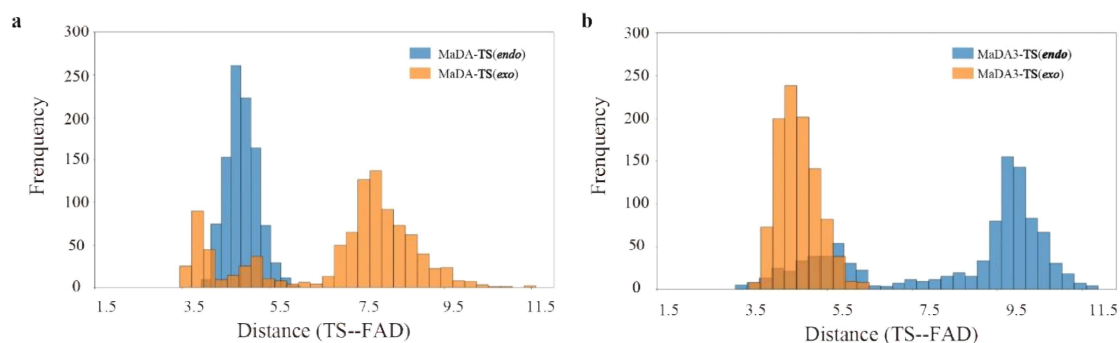 a
300
250
200
150
100
50
0
Frenquency
MaDA-TS(endo)
MaDA-TS(exo)
1.5 3.5 5.5 7.5 9.5 11.5
Distance (TS--FAD)
b
300
250
200
150
100
50
0
Frenquency
MaDA3-TS(endo)
MaDA3-TS(exo)
1.5 3.5 5.5 7.5 9.5 11.5
Distance (TS--FAD)